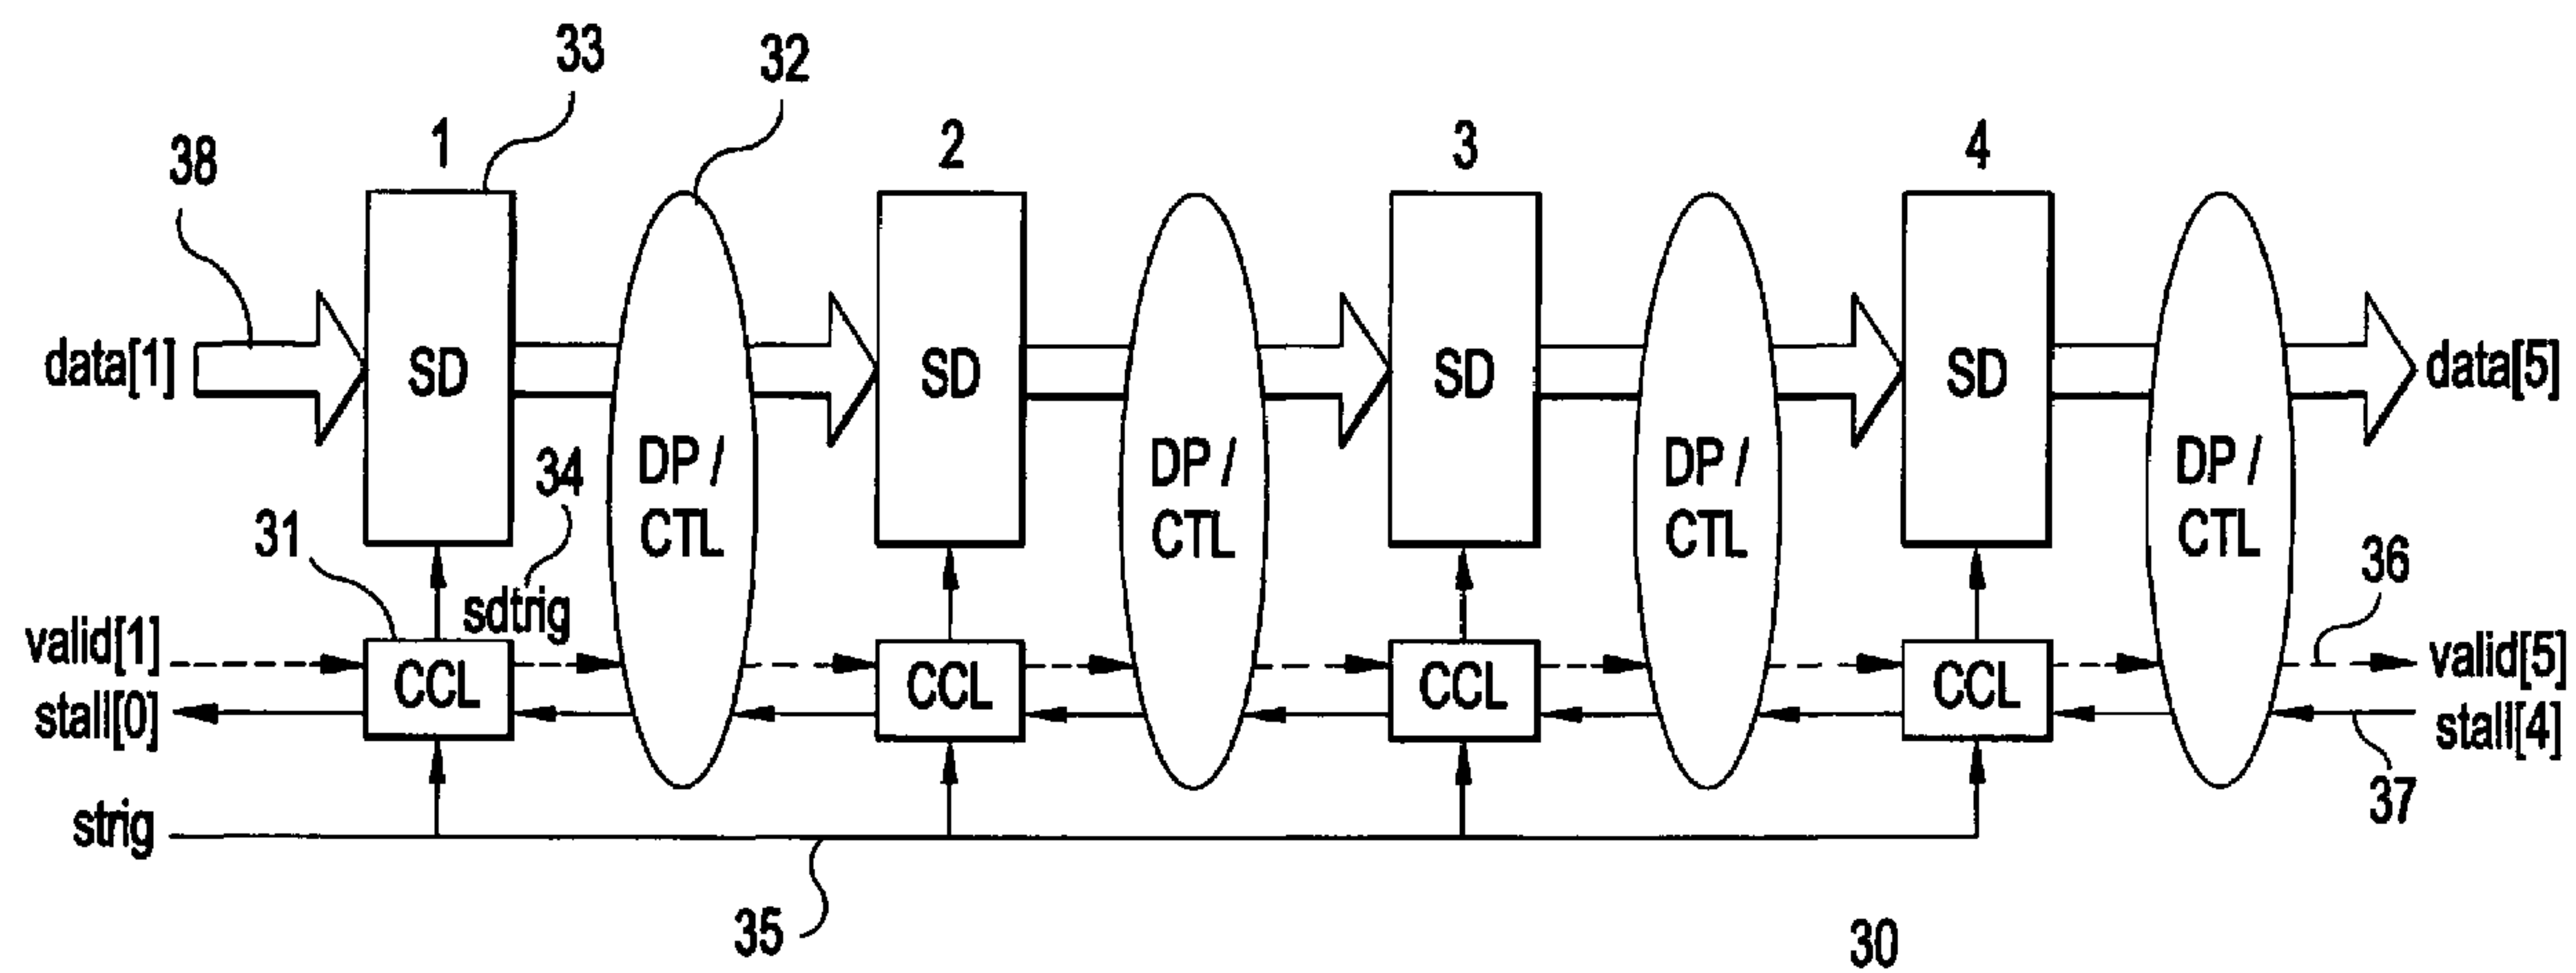 33
32
38
1
2
3
4
data[1]
SD
SD
SD
SD
data[5]
34
DP /
CTL
DP /
CTL
DP /
CTL
DP /
CTL
31
sdtrig
36
valid[1]
CCL
CCL
CCL
CCL
valid[5]
stall[0]
stall[4]
37
strig
35
30